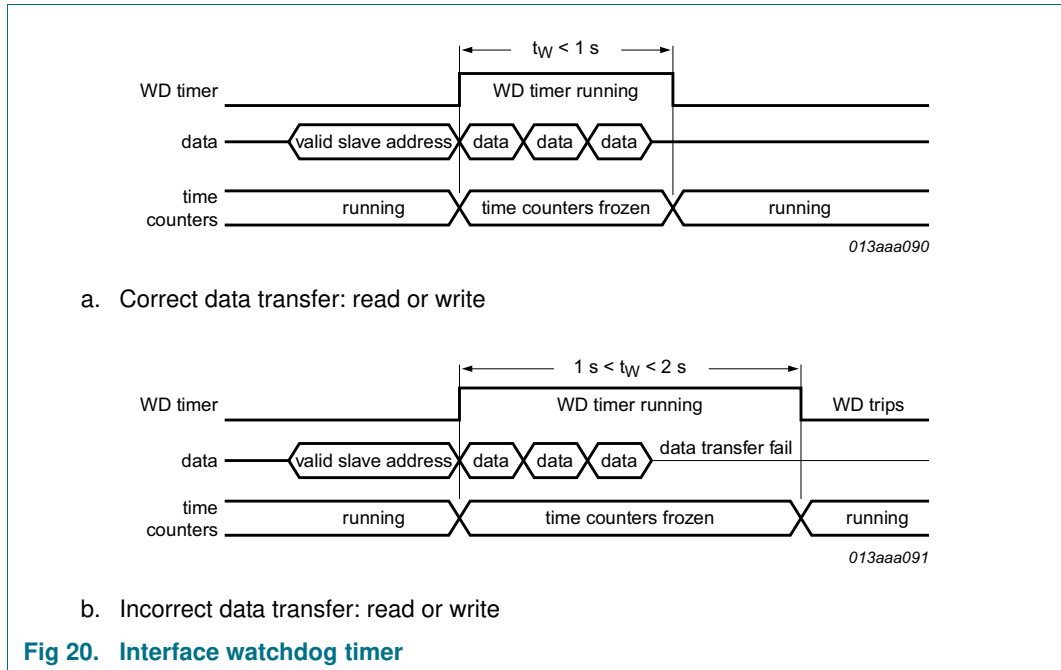 tW < 1 s
WD timer WD timer running
data valid slave address data data data
time
counters running time counters frozen running
013aaa090
a. Correct data transfer: read or write
1 s < tW < 2 s
WD timer WD timer running WD trips
data valid slave address data data data data transfer fail
time
counters running time counters frozen running
013aaa091
b. Incorrect data transfer: read or write
Fig 20. Interface watchdog timer